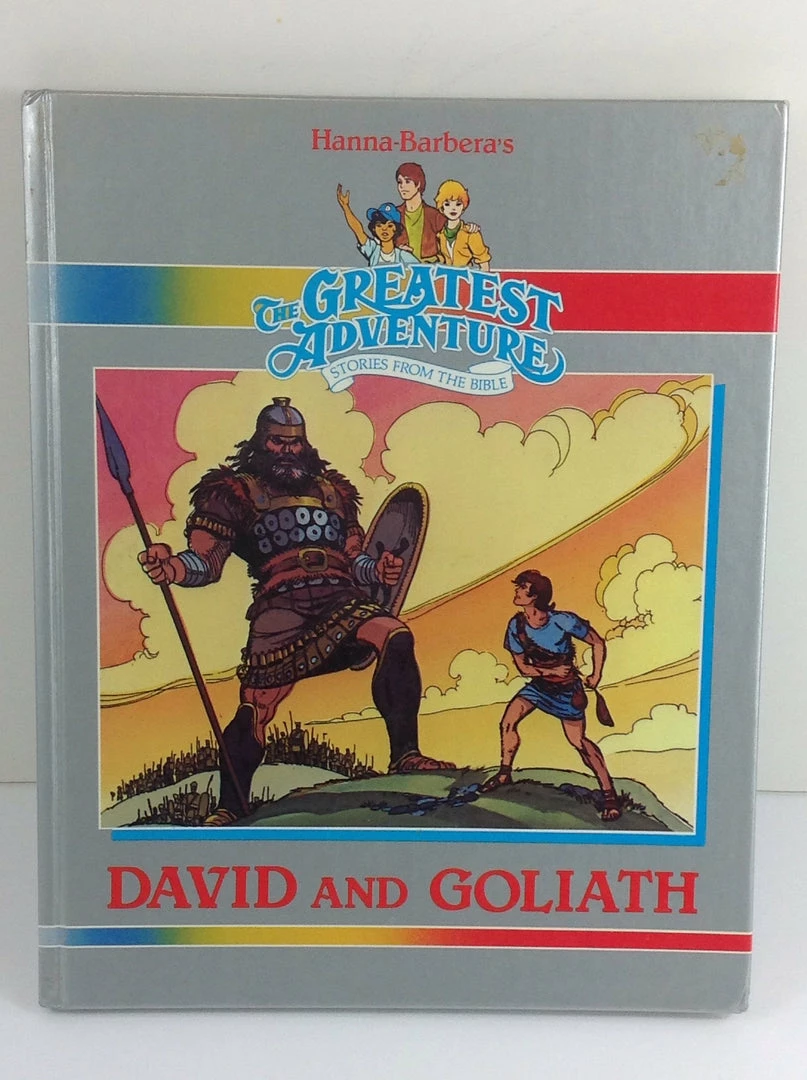 Hanna-Barbera's
THE GREATEST
ADVENTURE
STORIES FROM THE BIBLE
DAVID AND GOLIATH